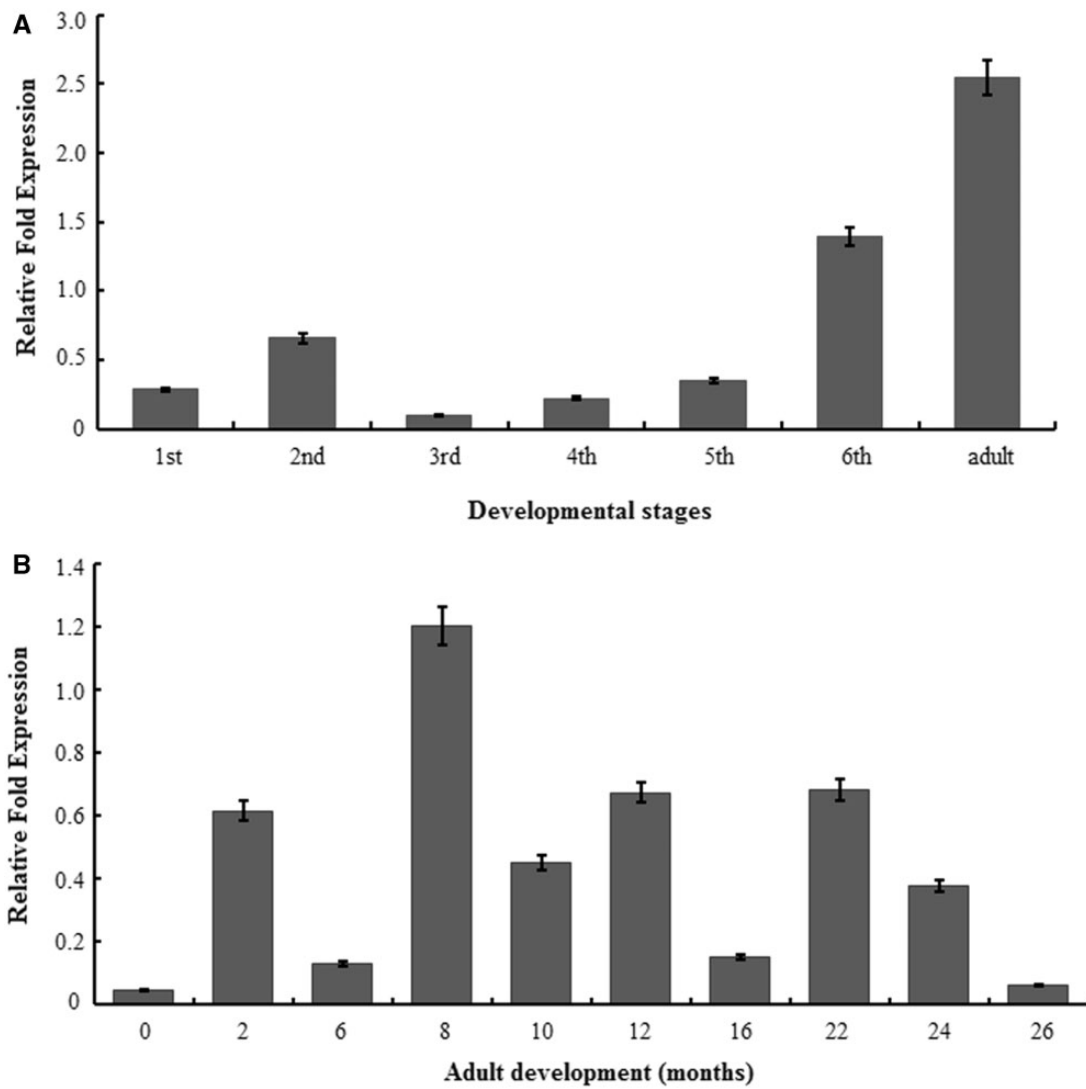 A
3.0
2.5
2.0
1.5
1.0
0.5
0
Relative Fold Expression
1st 2nd 3rd 4th 5th 6th adult
Developmental stages
B
1.4
1.2
1.0
0.8
0.6
0.4
0.2
0
Relative Fold Expression
0 2 6 8 10 12 16 22 24 26
Adult development (months)